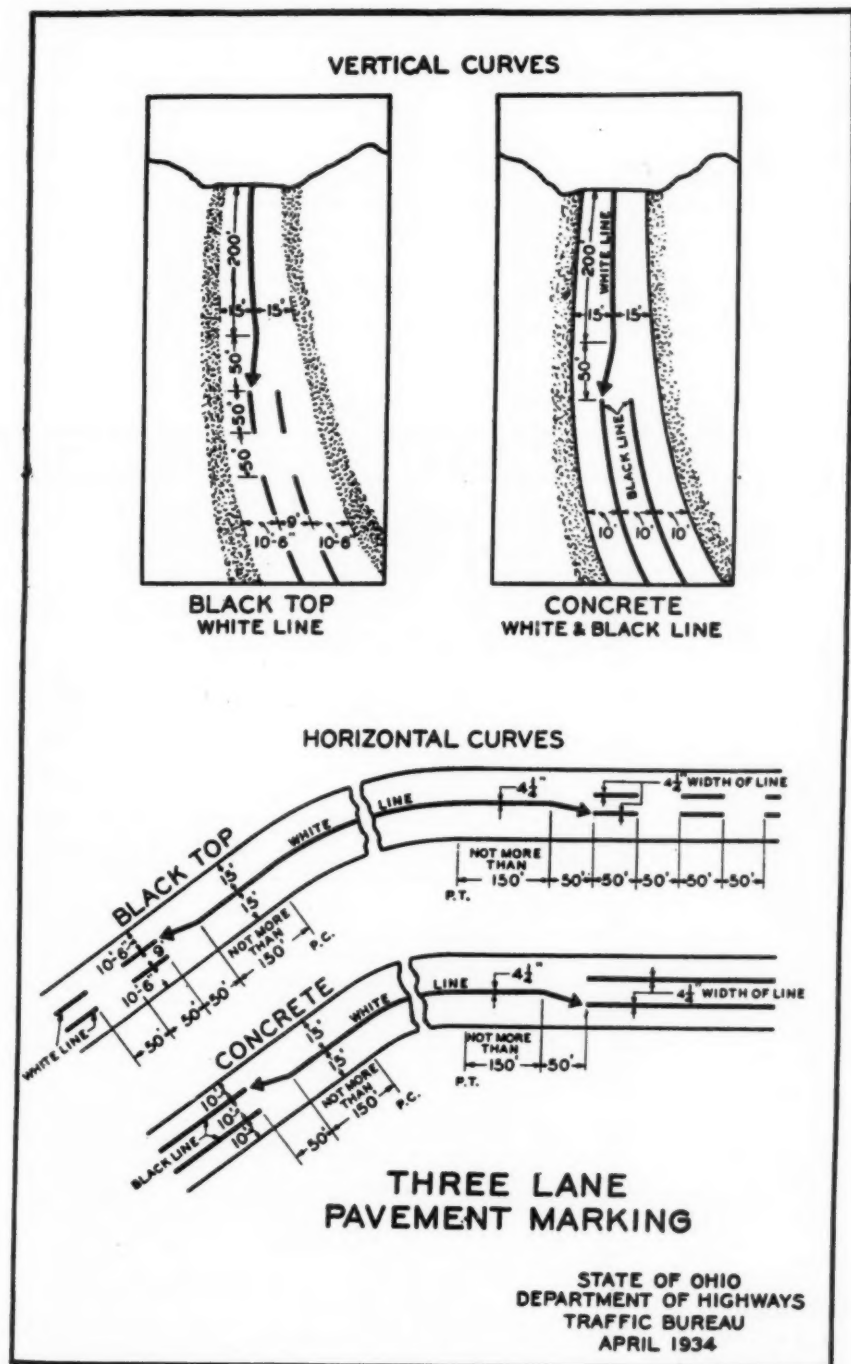 VERTICAL CURVES
200'
15' 15'
50'
50'
50'
9'
10'-6" 10'-6"
BLACK TOP
WHITE LINE
200'
WHITE LINE
15' 15'
50'
BLACK LINE
10' 10' 10'
CONCRETE
WHITE & BLACK LINE
HORIZONTAL CURVES
BLACK TOP
WHITE LINE
4¼"
4¼" WIDTH OF LINE
15'
15'
NOT MORE THAN
150'
50' 50' 50' 50' 50'
P.T.
10'-6"
9'
10'-6"
NOT MORE THAN
150'
P.C.
50' 50' 50'
WHITE LINE
CONCRETE
WHITE LINE
4¼"
4¼" WIDTH OF LINE
15'
15'
NOT MORE THAN
150' 50'
P.T.
10'
10'
10'
NOT MORE THAN
150'
P.C.
50'
BLACK LINE
THREE LANE
PAVEMENT MARKING
STATE OF OHIO
DEPARTMENT OF HIGHWAYS
TRAFFIC BUREAU
APRIL 1934